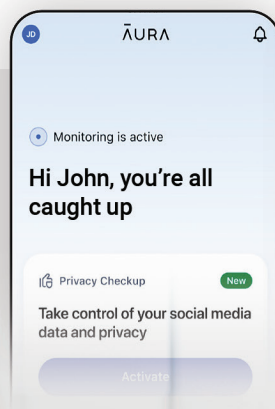 JD
ĀURA
Monitoring is active
Hi John, you’re all
caught up
Privacy Checkup
New
Take control of your social media
data and privacy
Activate